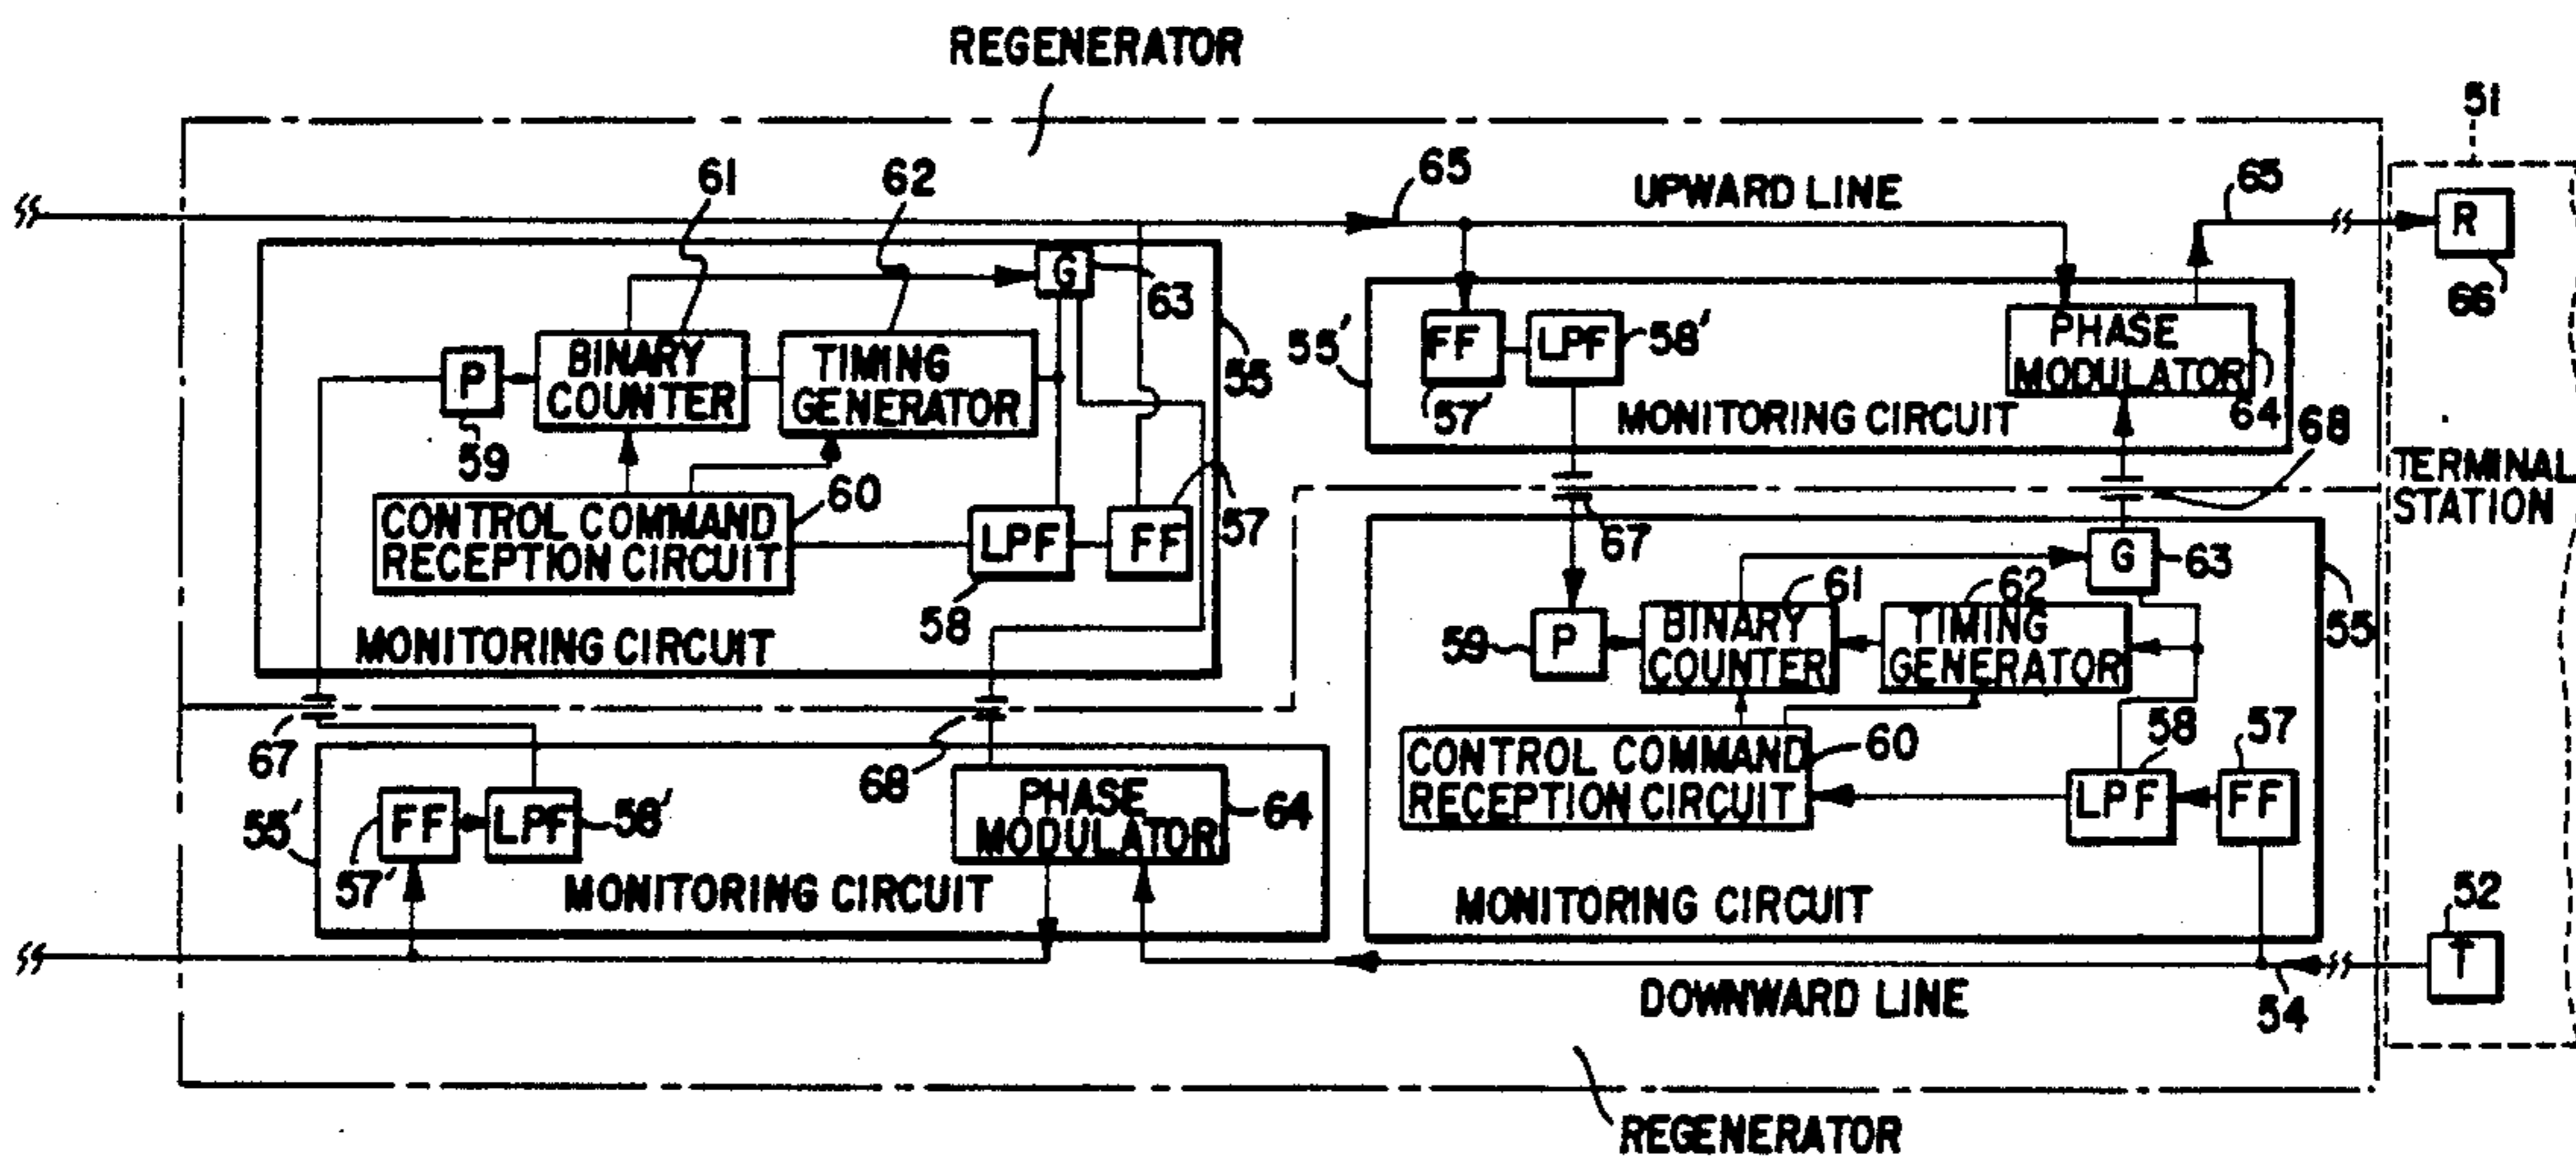 REGENERATOR
51
61
62
65
UPWARD LINE
65
R
66
G
63
55
BINARY
COUNTER
TIMING
GENERATOR
P
59
CONTROL COMMAND
RECEPTION CIRCUIT
60
LPF
58
FF
57
MONITORING CIRCUIT
55'
FF
57'
LPF
58'
MONITORING CIRCUIT
PHASE
MODULATOR
64
68
67
TERMINAL
STATION
G
63
55
61
62
59
P
BINARY
COUNTER
TIMING
GENERATOR
CONTROL COMMAND
RECEPTION CIRCUIT
60
58
57
LPF
FF
MONITORING CIRCUIT
67
68
55'
FF
57'
LPF
58'
PHASE
MODULATOR
64
MONITORING CIRCUIT
52
T
54
DOWNWARD LINE
REGENERATOR